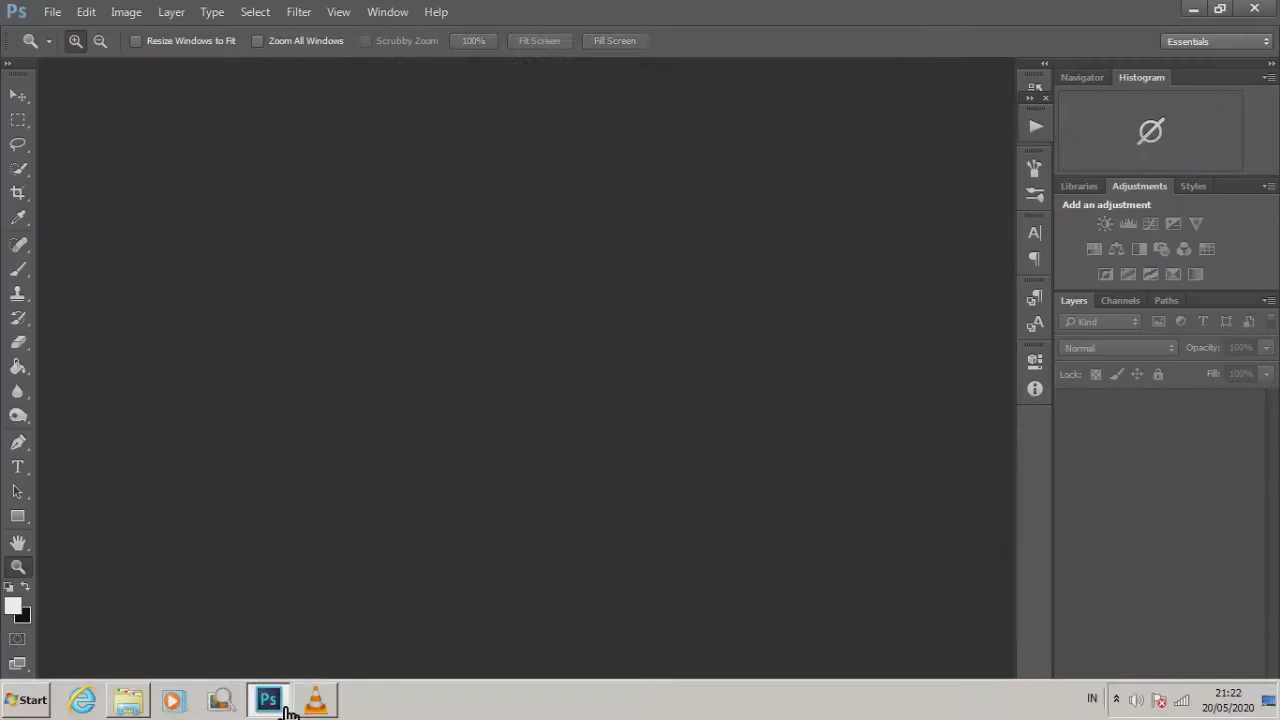 Ps File Edit Image Layer Type Select Filter View Window Help
Resize Windows to Fit Zoom All Windows Scrubby Zoom 100% Fit Screen Fill Screen Essentials
Navigator Histogram
Libraries Adjustments Styles
Add an adjustment
Layers Channels Paths
Kind
Normal Opacity: 100%
Lock: Fill: 100%
Start Ps IN 21:22
20/05/2020